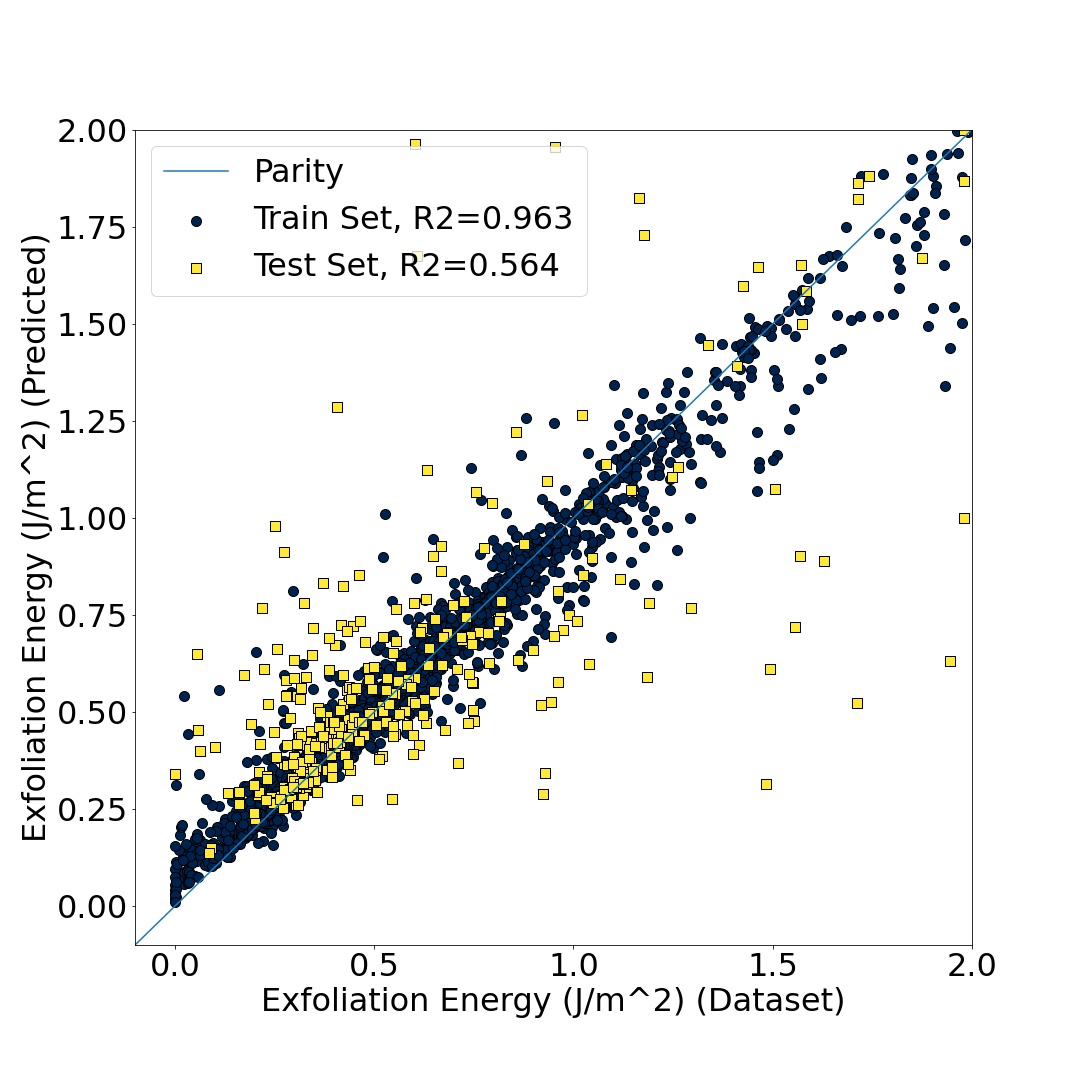 2.00
1.75
1.50
1.25
1.00
0.75
0.50
0.25
0.00
Exfoliation Energy (J/m^2) (Predicted)
Parity
Train Set, R2=0.963
Test Set, R2=0.564
0.0 0.5 1.0 1.5 2.0
Exfoliation Energy (J/m^2) (Dataset)